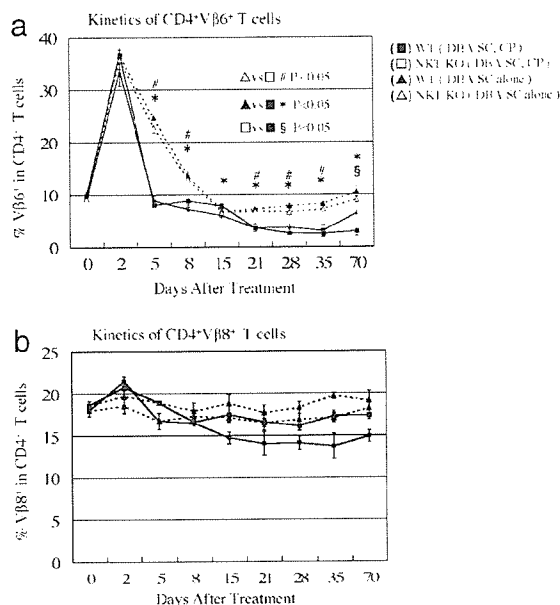 a
Kinetics of CD4⁺Vβ6⁺ T cells
% Vβ6⁺ in CD4⁺ T cells
40
30
20
10
0
△ vs □ # P<0.05
▲ vs ■ * P<0.05
□ vs ■ § P<0.05
(■) WT ( DBA SC, CP)
(□) NKT KO ( DBA SC, CP)
(▲) WT ( DBA SC alone )
(△) NKT KO ( DBA SC alone )
# # # # #
* * * * * * *
§
0 2 5 8 15 21 28 35 70
Days After Treatment
b
Kinetics of CD4⁺Vβ8⁺ T cells
% Vβ8⁺ in CD4⁺ T cells
25
20
15
10
5
0
0 2 5 8 15 21 28 35 70
Days After Treatment